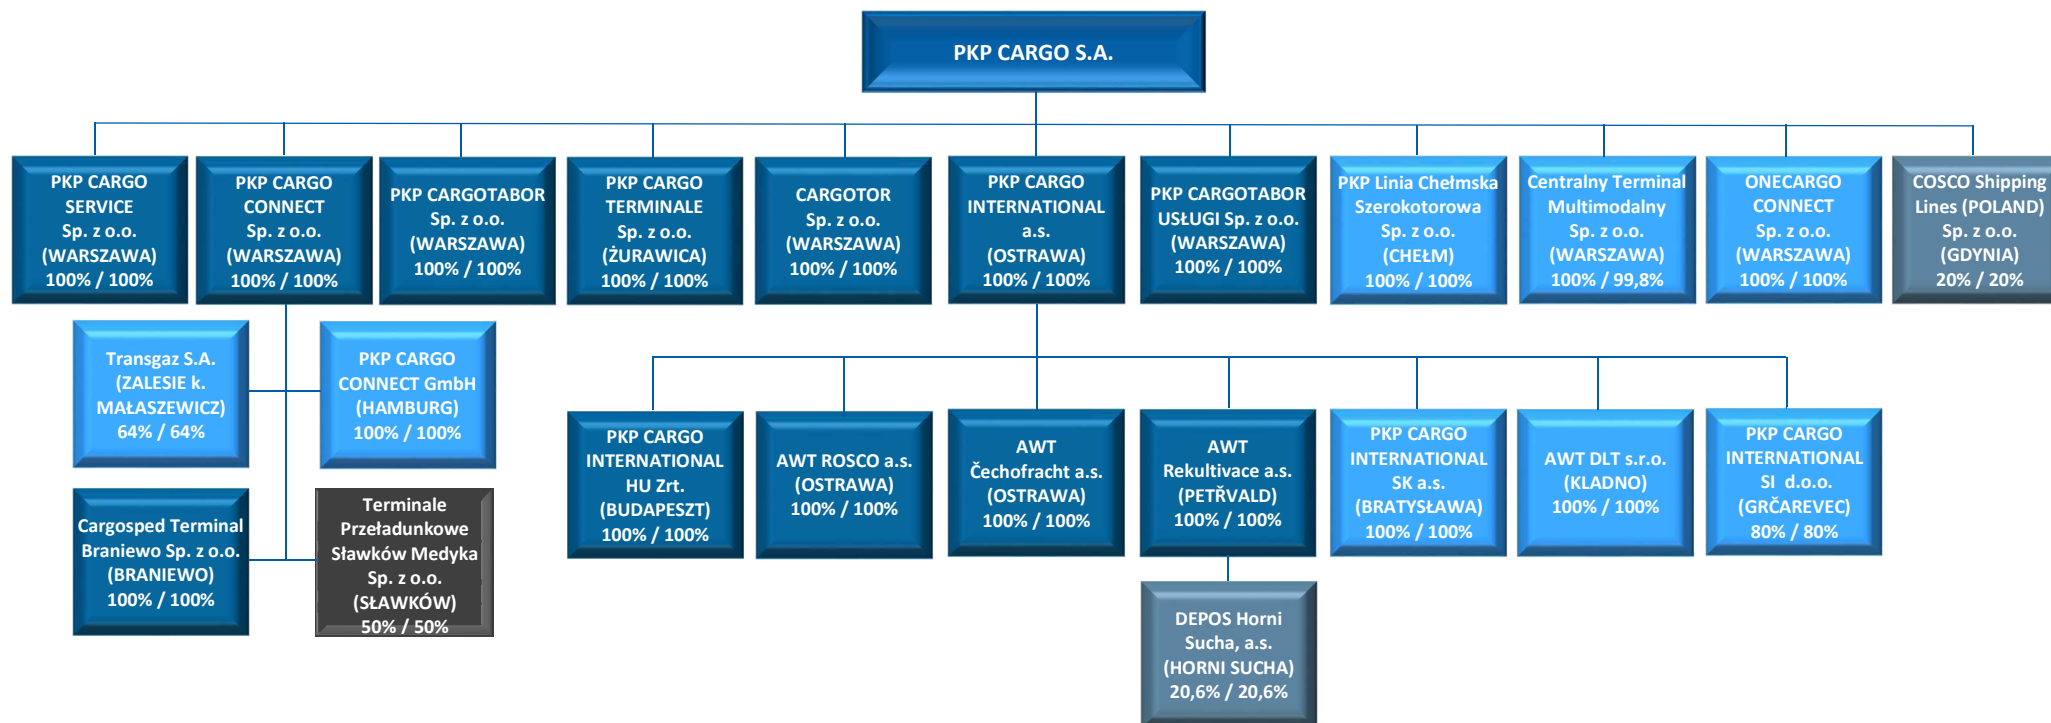 PKP CARGO S.A.
PKP CARGO
SERVICE
Sp. z o.o.
(WARSZAWA)
100% / 100%
PKP CARGO
CONNECT
Sp. z o.o.
(WARSZAWA)
100% / 100%
PKP CARGOTABOR
Sp. z o.o.
(WARSZAWA)
100% / 100%
PKP CARGO
TERMINALE
Sp. z o.o.
(ŻURAWICA)
100% / 100%
CARGOTOR
Sp. z o.o.
(WARSZAWA)
100% / 100%
PKP CARGO
INTERNATIONAL
a.s.
(OSTRAWA)
100% / 100%
PKP CARGOTABOR
USŁUGI Sp. z o.o.
(WARSZAWA)
100% / 100%
PKP Linia Chełmska
Szerokotorowa
Sp. z o.o.
(CHEŁM)
100% / 100%
Centralny Terminal
Multimodalny
Sp. z o.o.
(WARSZAWA)
100% / 99,8%
ONECARGO
CONNECT
Sp. z o.o.
(WARSZAWA)
100% / 100%
COSCO Shipping
Lines (POLAND)
Sp. z o.o.
(GDYNIA)
20% / 20%
Transgaz S.A.
(ZALESIE k.
MAŁASZEWICZ)
64% / 64%
PKP CARGO
CONNECT GmbH
(HAMBURG)
100% / 100%
Cargosped Terminal
Braniewo Sp. z o.o.
(BRANIEWO)
100% / 100%
Terminale
Przeładunkowe
Sławków Medyka
Sp. z o.o.
(SŁAWKÓW)
50% / 50%
PKP CARGO
INTERNATIONAL
HU Zrt.
(BUDAPESZT)
100% / 100%
AWT ROSCO a.s.
(OSTRAWA)
100% / 100%
AWT
Čechofracht a.s.
(OSTRAWA)
100% / 100%
AWT
Rekultivace a.s.
(PETŘVALD)
100% / 100%
PKP CARGO
INTERNATIONAL
SK a.s.
(BRATYSŁAWA)
100% / 100%
AWT DLT s.r.o.
(KLADNO)
100% / 100%
PKP CARGO
INTERNATIONAL
SI d.o.o.
(GRČAREVEC)
80% / 80%
DEPOS Horni
Sucha, a.s.
(HORNI SUCHA)
20,6% / 20,6%